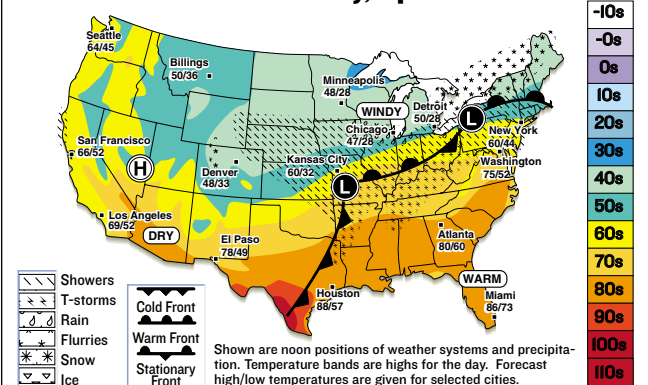 Seattle
64/45
Billings
50/36
Minneapolis
48/28
WINDY
Detroit
50/28
Chicago
47/28
L
New York
60/44
Washington
75/52
San Francisco
66/52
H
Denver
48/33
Kansas City
60/32
L
Los Angeles
69/52
DRY
El Paso
78/49
Atlanta
80/60
WARM
Houston
88/57
Miami
86/73
-10s
-0s
0s
10s
20s
30s
40s
50s
60s
70s
80s
90s
100s
110s
Showers
T-storms
Rain
Flurries
Snow
Ice
Cold Front
Warm Front
Stationary
Front
Shown are noon positions of weather systems and precipita-
tion. Temperature bands are highs for the day. Forecast
high/low temperatures are given for selected cities.